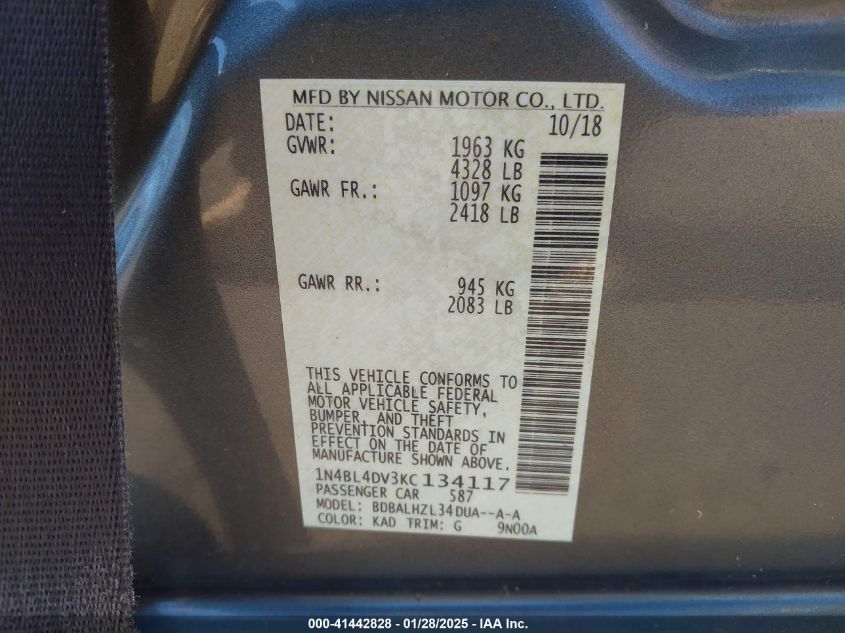 MFD BY NISSAN MOTOR CO., LTD.
DATE: 10/18
GVWR: 1963 KG
4328 LB
GAWR FR.: 1097 KG
2418 LB
GAWR RR.: 945 KG
2083 LB
THIS VEHICLE CONFORMS TO
ALL APPLICABLE FEDERAL
MOTOR VEHICLE SAFETY,
BUMPER, AND THEFT
PREVENTION STANDARDS IN
EFFECT ON THE DATE OF
MANUFACTURE SHOWN ABOVE.
1N4BL4DV3KC134117
PASSENGER CAR 587
MODEL: BDBALHZL34DUA--A-A
COLOR: KAD TRIM: G 9N00A
000-41442828 - 01/28/2025 - IAA Inc.